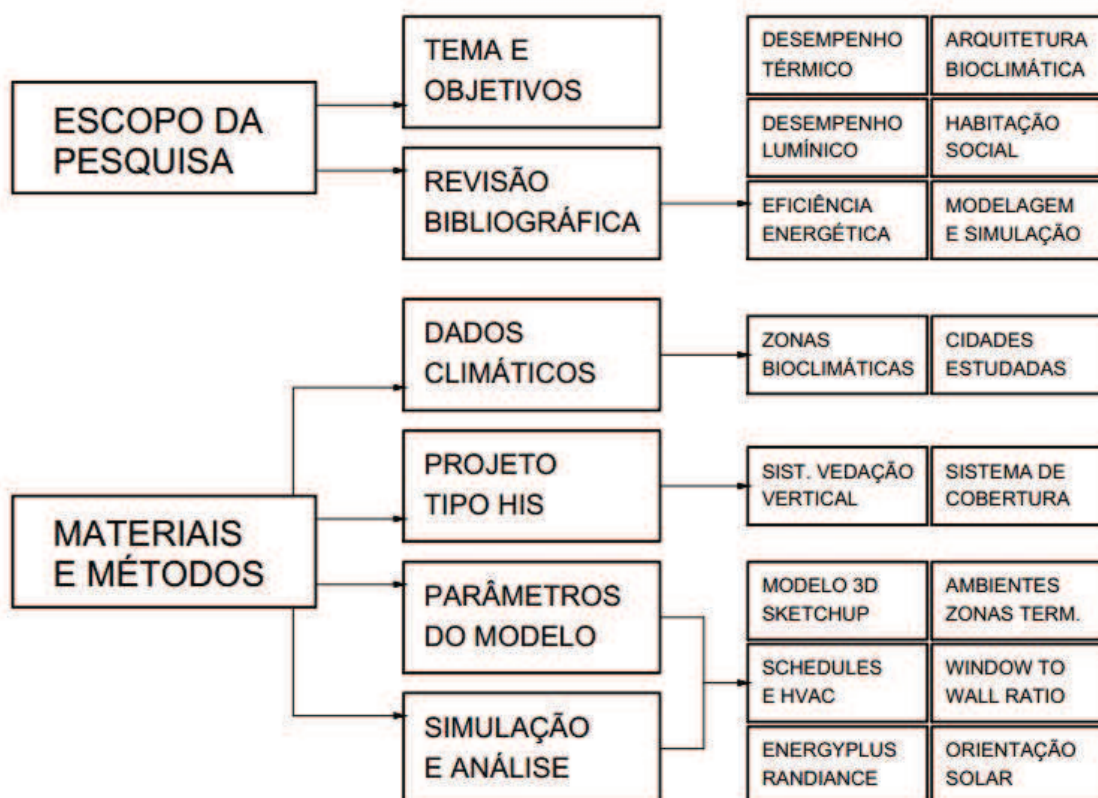 ESCOPO DA
PESQUISA
TEMA E
OBJETIVOS
REVISÃO
BIBLIOGRÁFICA
DESEMPENHO
TÉRMICO
ARQUITETURA
BIOCLIMÁTICA
DESEMPENHO
LUMÍNICO
HABITAÇÃO
SOCIAL
EFICIÊNCIA
ENERGÉTICA
MODELAGEM
E SIMULAÇÃO
MATERIAIS
E MÉTODOS
DADOS
CLIMÁTICOS
ZONAS
BIOCLIMÁTICAS
CIDADES
ESTUDADAS
PROJETO
TIPO HIS
SIST. VEDAÇÃO
VERTICAL
SISTEMA DE
COBERTURA
PARÂMETROS
DO MODELO
SIMULAÇÃO
E ANÁLISE
MODELO 3D
SKETCHUP
AMBIENTES
ZONAS TERM.
SCHEDULES
E HVAC
WINDOW TO
WALL RATIO
ENERGYPLUS
RANDIANCE
ORIENTAÇÃO
SOLAR